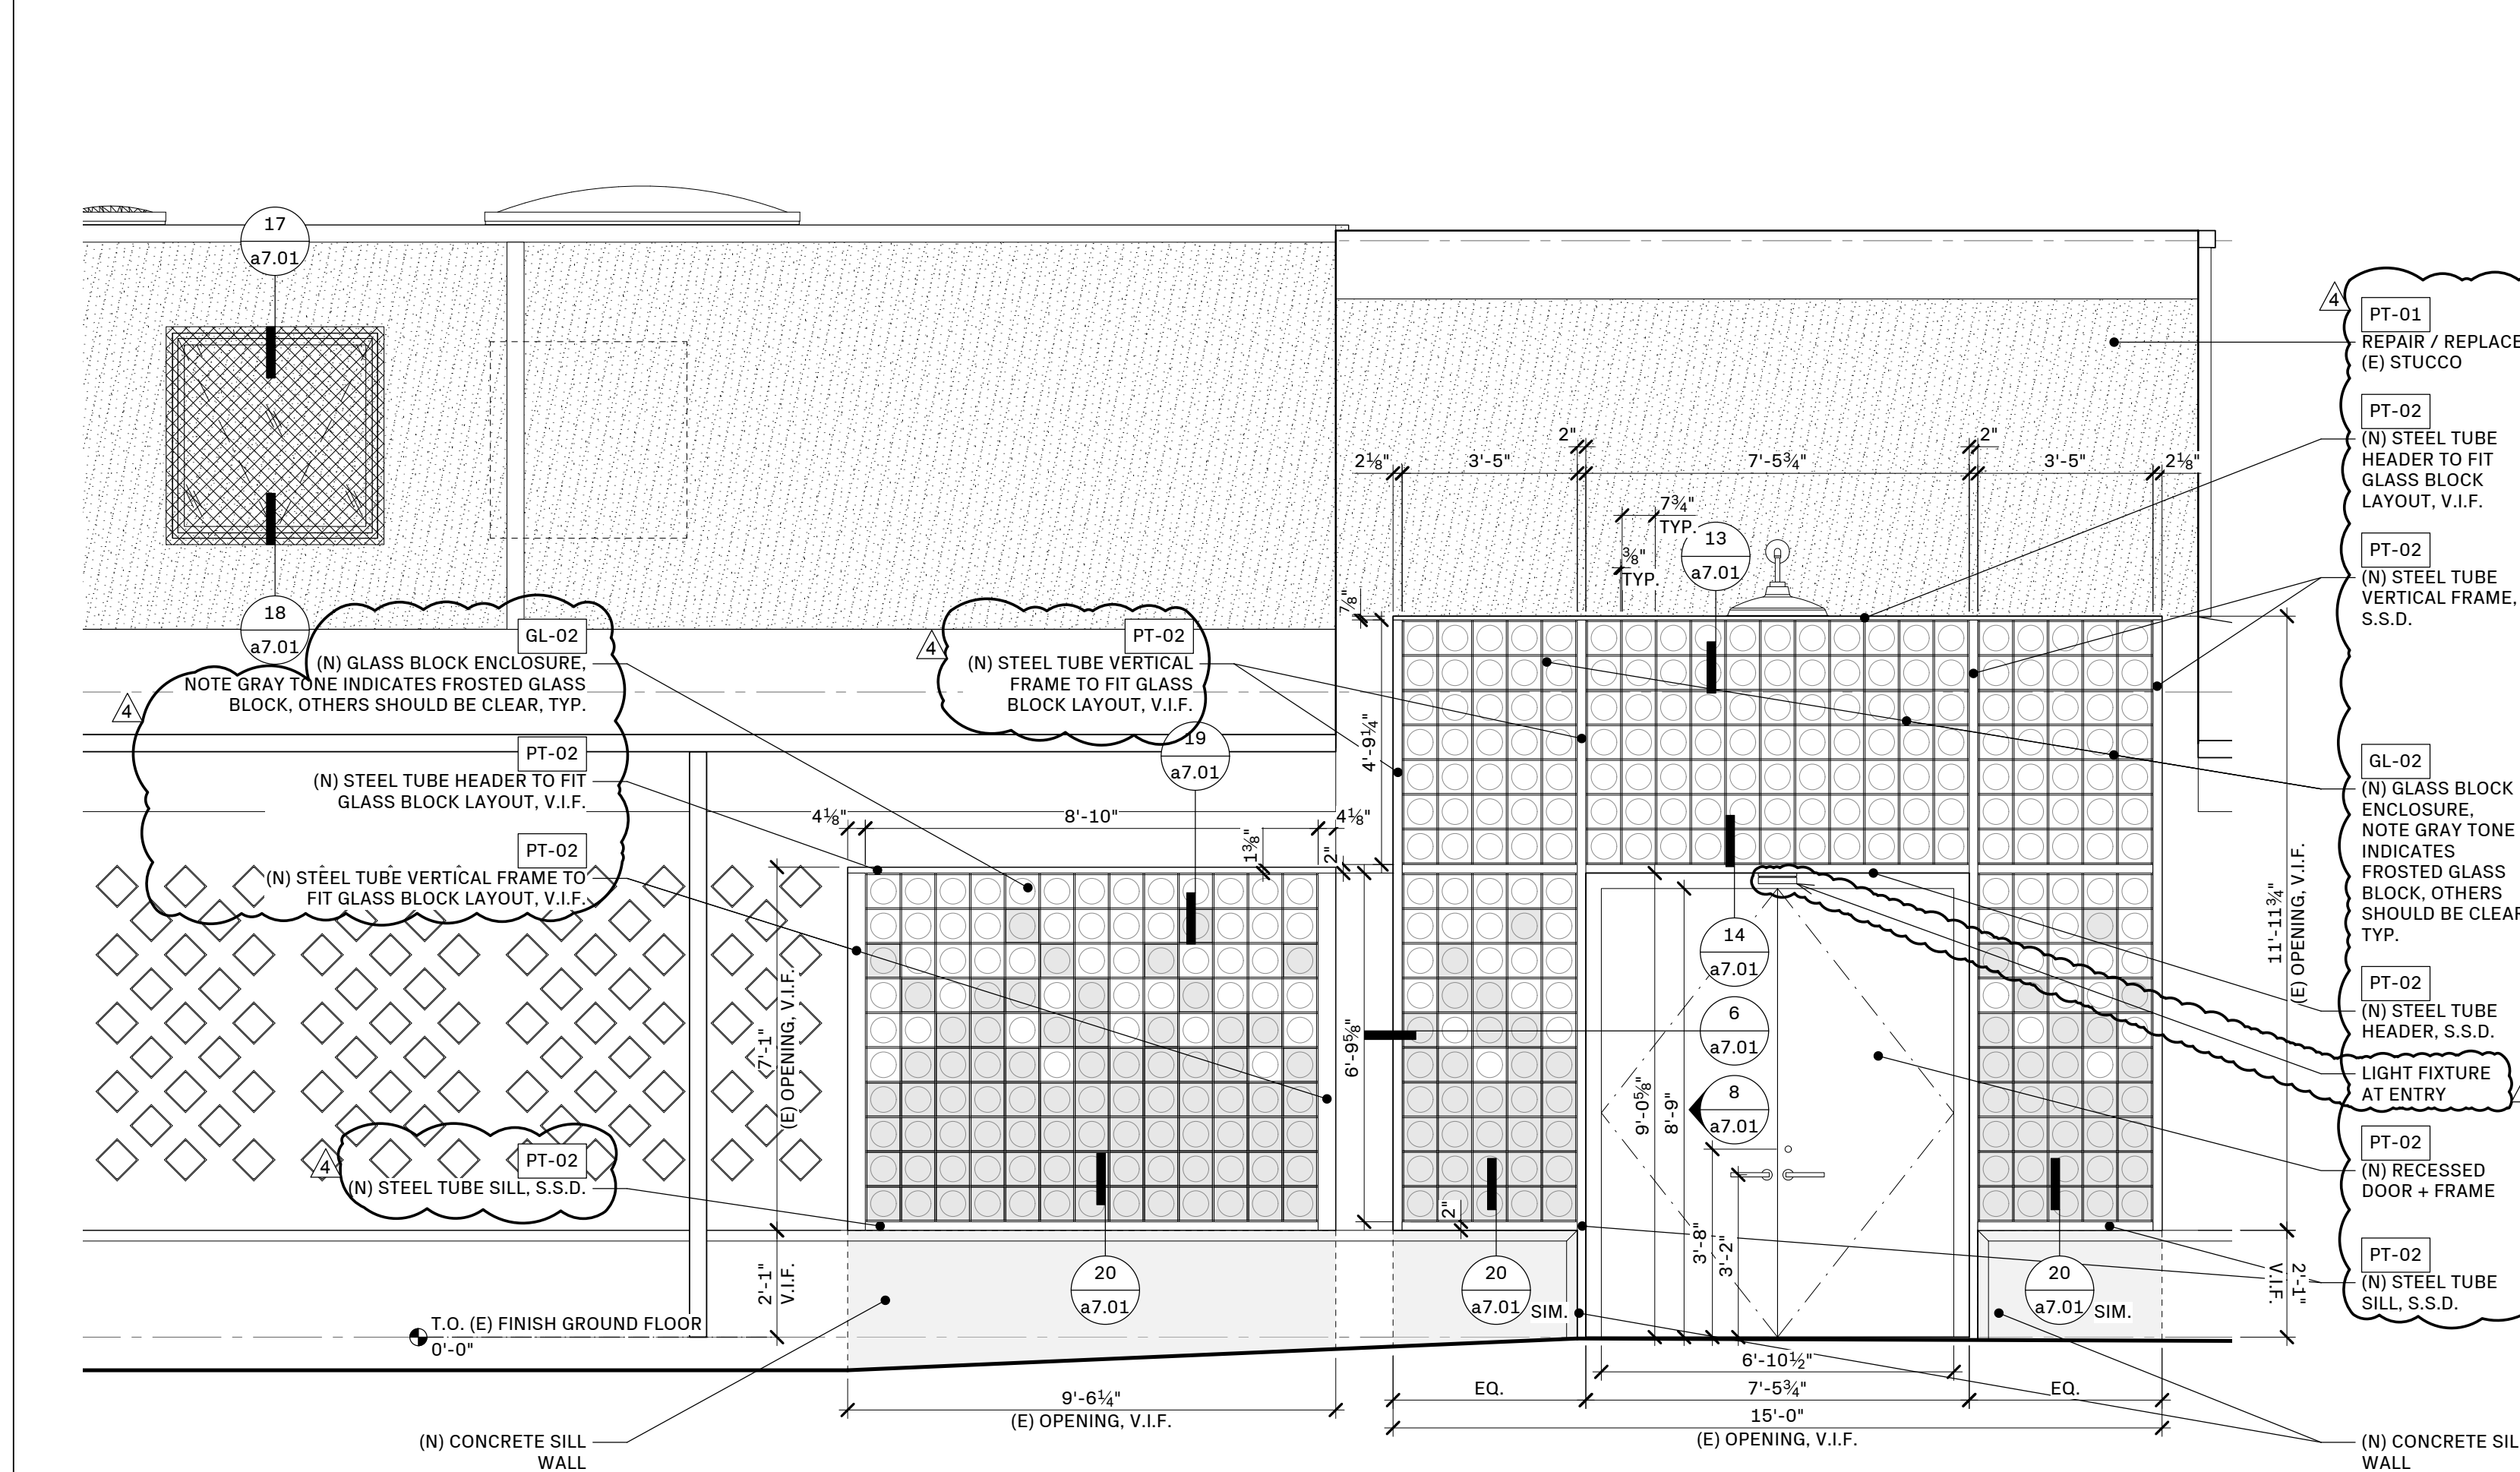 17
a7.01
18
a7.01
4
GL-02
(N) GLASS BLOCK ENCLOSURE,
NOTE GRAY TONE INDICATES FROSTED GLASS
BLOCK, OTHERS SHOULD BE CLEAR, TYP.
PT-02
(N) STEEL TUBE HEADER TO FIT
GLASS BLOCK LAYOUT, V.I.F.
PT-02
(N) STEEL TUBE VERTICAL FRAME TO
FIT GLASS BLOCK LAYOUT, V.I.F.
4
PT-02
(N) STEEL TUBE SILL, S.S.D.
T.O. (E) FINISH GROUND FLOOR
0'-0"
(N) CONCRETE SILL
WALL
4
PT-02
(N) STEEL TUBE VERTICAL
FRAME TO FIT GLASS
BLOCK LAYOUT, V.I.F.
19
a7.01
4⅛"
8'-10"
4⅛"
1⅜"
2"
7'-1"
(E) OPENING, V.I.F.
2'-1"
V.I.F.
20
a7.01
9'-6¼"
(E) OPENING, V.I.F.
2"
2"
2⅛"
3'-5"
7'-5¾"
3'-5"
2⅛"
7¾"
TYP.
⅜"
TYP.
13
a7.01
⅞"
4'-9¼"
6'-9⅝"
14
a7.01
6
a7.01
8
a7.01
9'-0⅝"
8'-9"
3'-8"
3'-2"
2"
20
a7.01
SIM.
20
a7.01
SIM.
6'-10½"
EQ.
7'-5¾"
EQ.
15'-0"
(E) OPENING, V.I.F.
11'-11¾"
(E) OPENING, V.I.F.
2'-1"
V.I.F.
4
PT-01
REPAIR / REPLACE
(E) STUCCO
PT-02
(N) STEEL TUBE
HEADER TO FIT
GLASS BLOCK
LAYOUT, V.I.F.
PT-02
(N) STEEL TUBE
VERTICAL FRAME,
S.S.D.
GL-02
(N) GLASS BLOCK
ENCLOSURE,
NOTE GRAY TONE
INDICATES
FROSTED GLASS
BLOCK, OTHERS
SHOULD BE CLEAR
TYP.
PT-02
(N) STEEL TUBE
HEADER, S.S.D.
LIGHT FIXTURE
AT ENTRY
PT-02
(N) RECESSED
DOOR + FRAME
PT-02
(N) STEEL TUBE
SILL, S.S.D.
(N) CONCRETE SIL
WALL